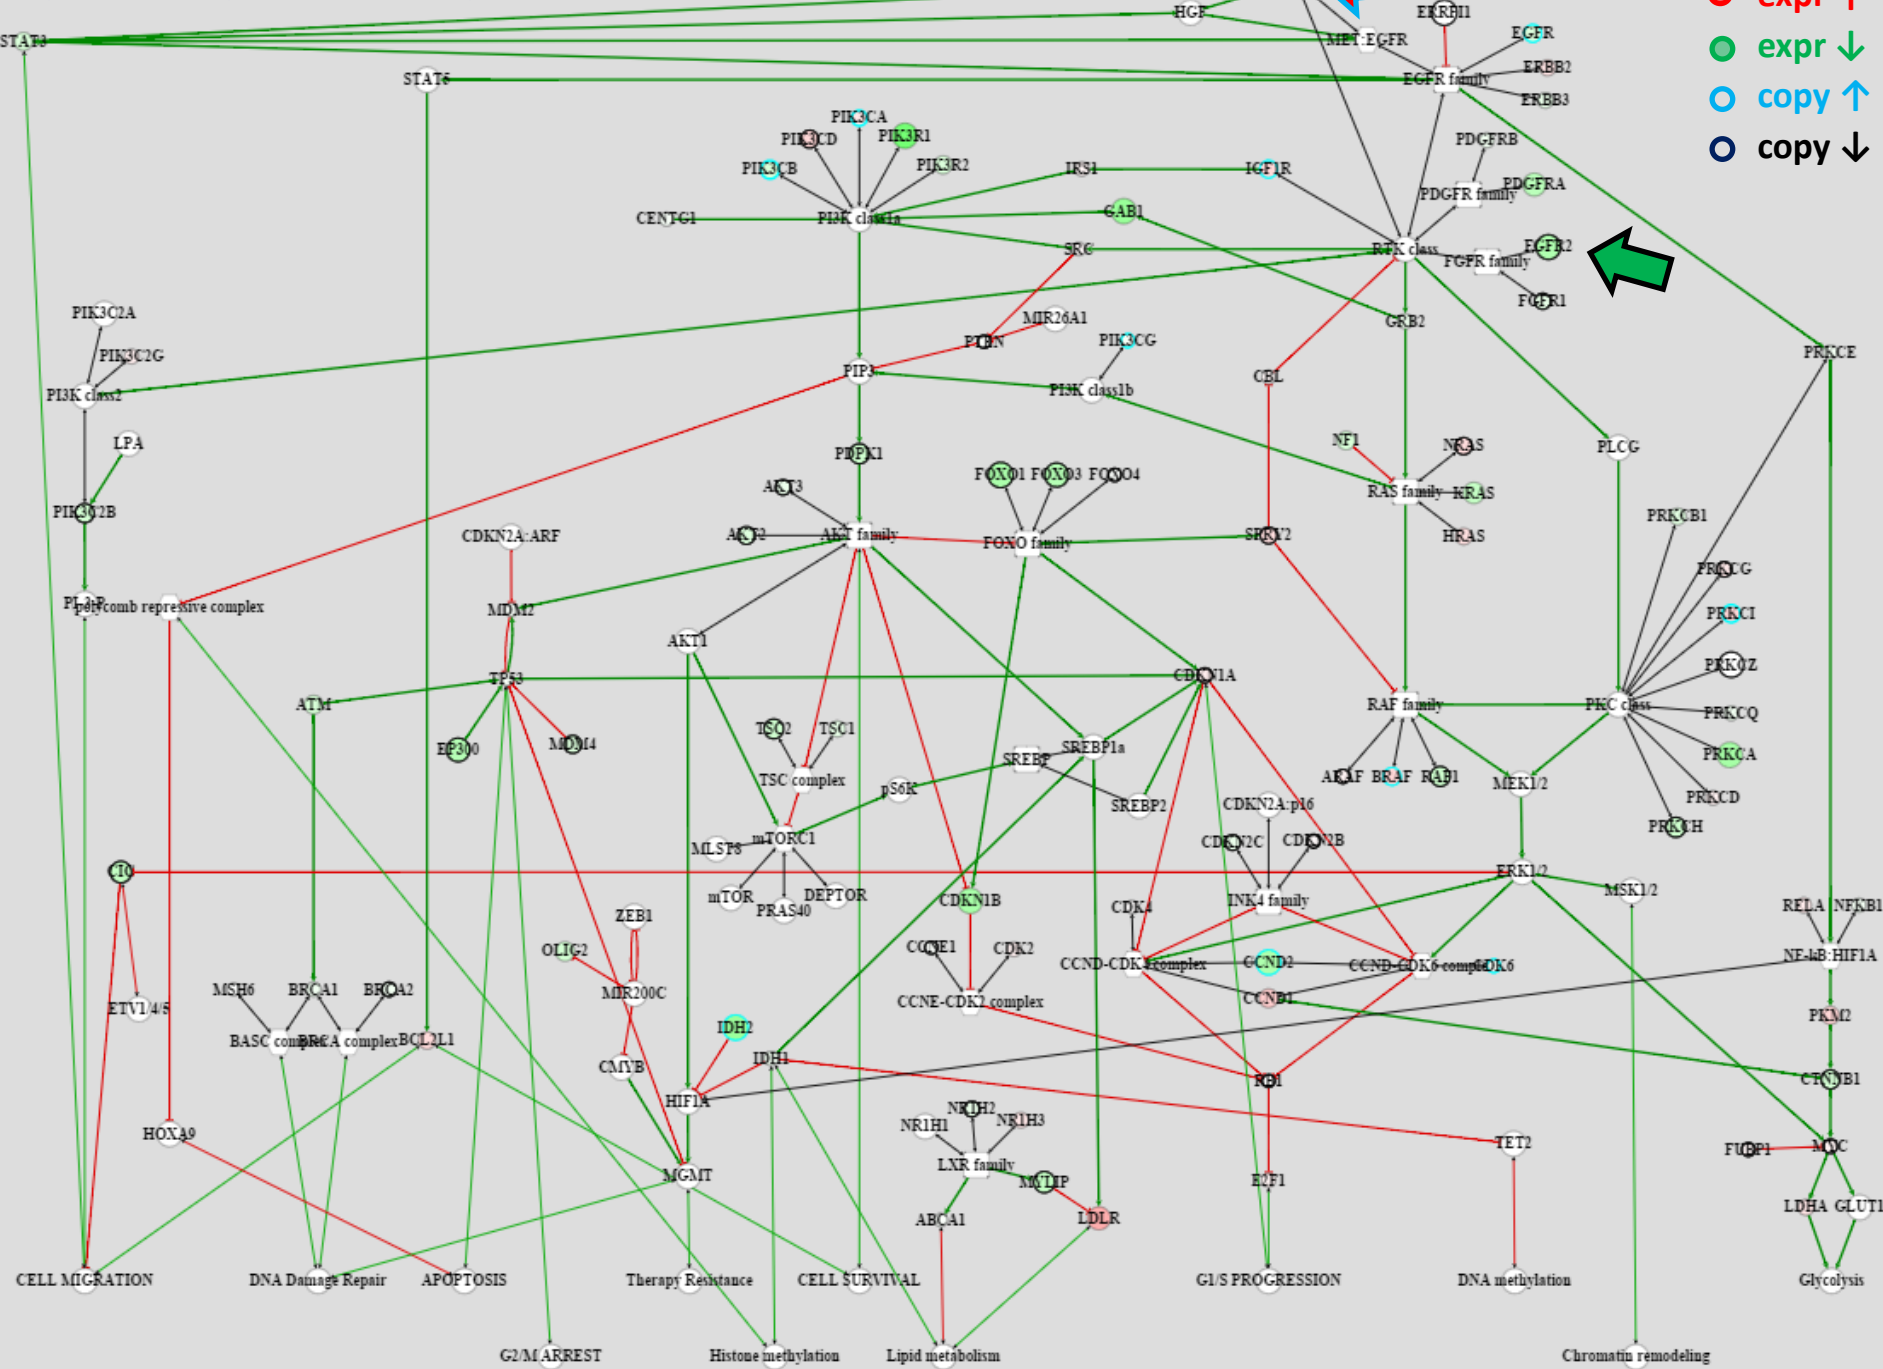 expr ↑
HGF
ERRFI1
STAT3
MET:EGFR
EGFR
expr ↓
STAT5
EGFR family
ERBB2
ERBB3
copy ↑
PIK3CA
PIK3CD
PIK3R1
PDGFRB
copy ↓
PIK3CB
PIK3R2
IRS1
IGF1R
PDGFR family
PDGFRA
CENTG1
PI3K class1a
GAB1
SRC
RTK class
FGFR family
EGFR2
PIK3C2A
FGFR1
MIR26A1
GRB2
PIK3C2G
PTEN
PIK3CG
PRKCE
PIP3
CBL
PI3K class2
PI3K class1b
LPA
NF1
NRAS
PLCG
PDPK1
AKT3
FOXO1
FOXO3
FOXO4
RAS family
KRAS
PIK3C2B
PRKCB1
CDKN2A:ARF
AKT2
AKT family
FOXO family
SPRY2
HRAS
PRKCG
polycomb repressive complex
MDM2
PRKCI
AKT1
PRKCZ
TP53
CDKN1A
ATM
RAF family
PKC class
PRKCQ
EP300
MDM4
TSC2
TSC1
SREBP
SREBP1a
PRKCA
TSC complex
ARAF
BRAF
RAF1
MEK1/2
pS6K
SREBP2
CDKN2A:p16
PRKCD
PRKCH
MLST8
mTORC1
CDKN2C
CDKN2B
CIC
ERK1/2
mTOR
PRAS40
DEPTOR
CDKN1B
CDK4
INK4 family
MSK1/2
ZEB1
RELA
NFKB1
OLIG2
CCNE1
CDK2
CCND-CDK4 complex
CCND2
CCND-CDK6 complex
CDK6
NF-kB:HIF1A
MSH6
BRCA1
BRCA2
MIR200C
CCNE-CDK2 complex
CCND1
ETV1/4/5
IDH2
PKM2
BASC complex
BRCA complex
BCL2L1
CMYB
IDH1
RB1
CTNNB1
HIF1A
NR1H1
NR1H2
NR1H3
HOXA9
TET2
FUBP1
MYC
MGMT
LXR family
MYLIP
E2F1
ABCA1
LDLR
LDHA
GLUT1
CELL MIGRATION
DNA Damage Repair
APOPTOSIS
Therapy Resistance
CELL SURVIVAL
G1/S PROGRESSION
DNA methylation
Glycolysis
G2/M ARREST
Histone methylation
Lipid metabolism
Chromatin remodeling